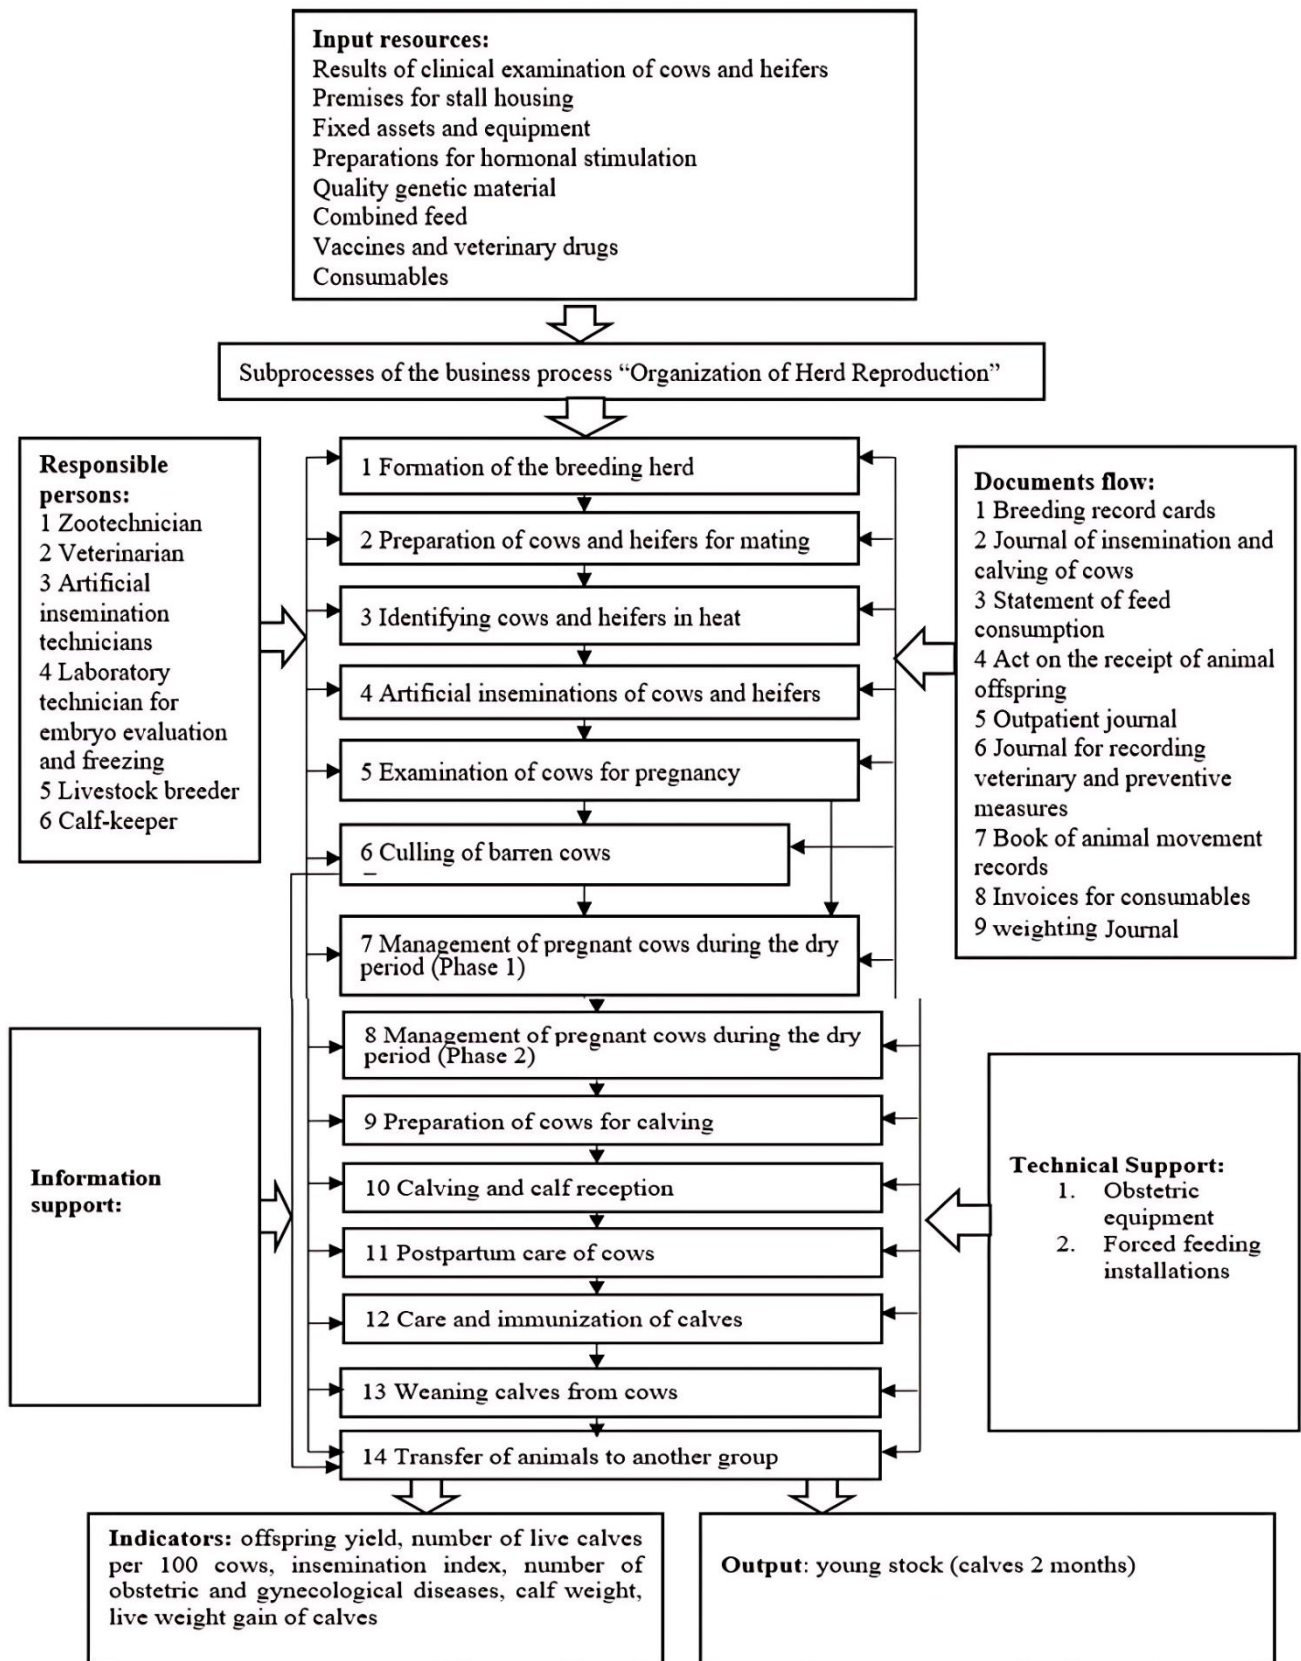 Input resources:
Results of clinical examination of cows and heifers
Premises for stall housing
Fixed assets and equipment
Preparations for hormonal stimulation
Quality genetic material
Combined feed
Vaccines and veterinary drugs
Consumables
Subprocesses of the business process “Organization of Herd Reproduction”
Responsible
persons:
1 Zootechnician
2 Veterinarian
3 Artificial
insemination
technicians
4 Laboratory
technician for
embryo evaluation
and freezing
5 Livestock breeder
6 Calf-keeper
1 Formation of the breeding herd
2 Preparation of cows and heifers for mating
3 Identifying cows and heifers in heat
4 Artificial inseminations of cows and heifers
5 Examination of cows for pregnancy
6 Culling of barren cows
7 Management of pregnant cows during the dry
period (Phase 1)
Documents flow:
1 Breeding record cards
2 Journal of insemination and
calving of cows
3 Statement of feed
consumption
4 Act on the receipt of animal
offspring
5 Outpatient journal
6 Journal for recording
veterinary and preventive
measures
7 Book of animal movement
records
8 Invoices for consumables
9 weighting Journal
Information
support:
8 Management of pregnant cows during the dry
period (Phase 2)
9 Preparation of cows for calving
10 Calving and calf reception
11 Postpartum care of cows
12 Care and immunization of calves
13 Weaning calves from cows
14 Transfer of animals to another group
Technical Support:
1. Obstetric
equipment
2. Forced feeding
installations
Indicators: offspring yield, number of live calves
per 100 cows, insemination index, number of
obstetric and gynecological diseases, calf weight,
live weight gain of calves
Output: young stock (calves 2 months)